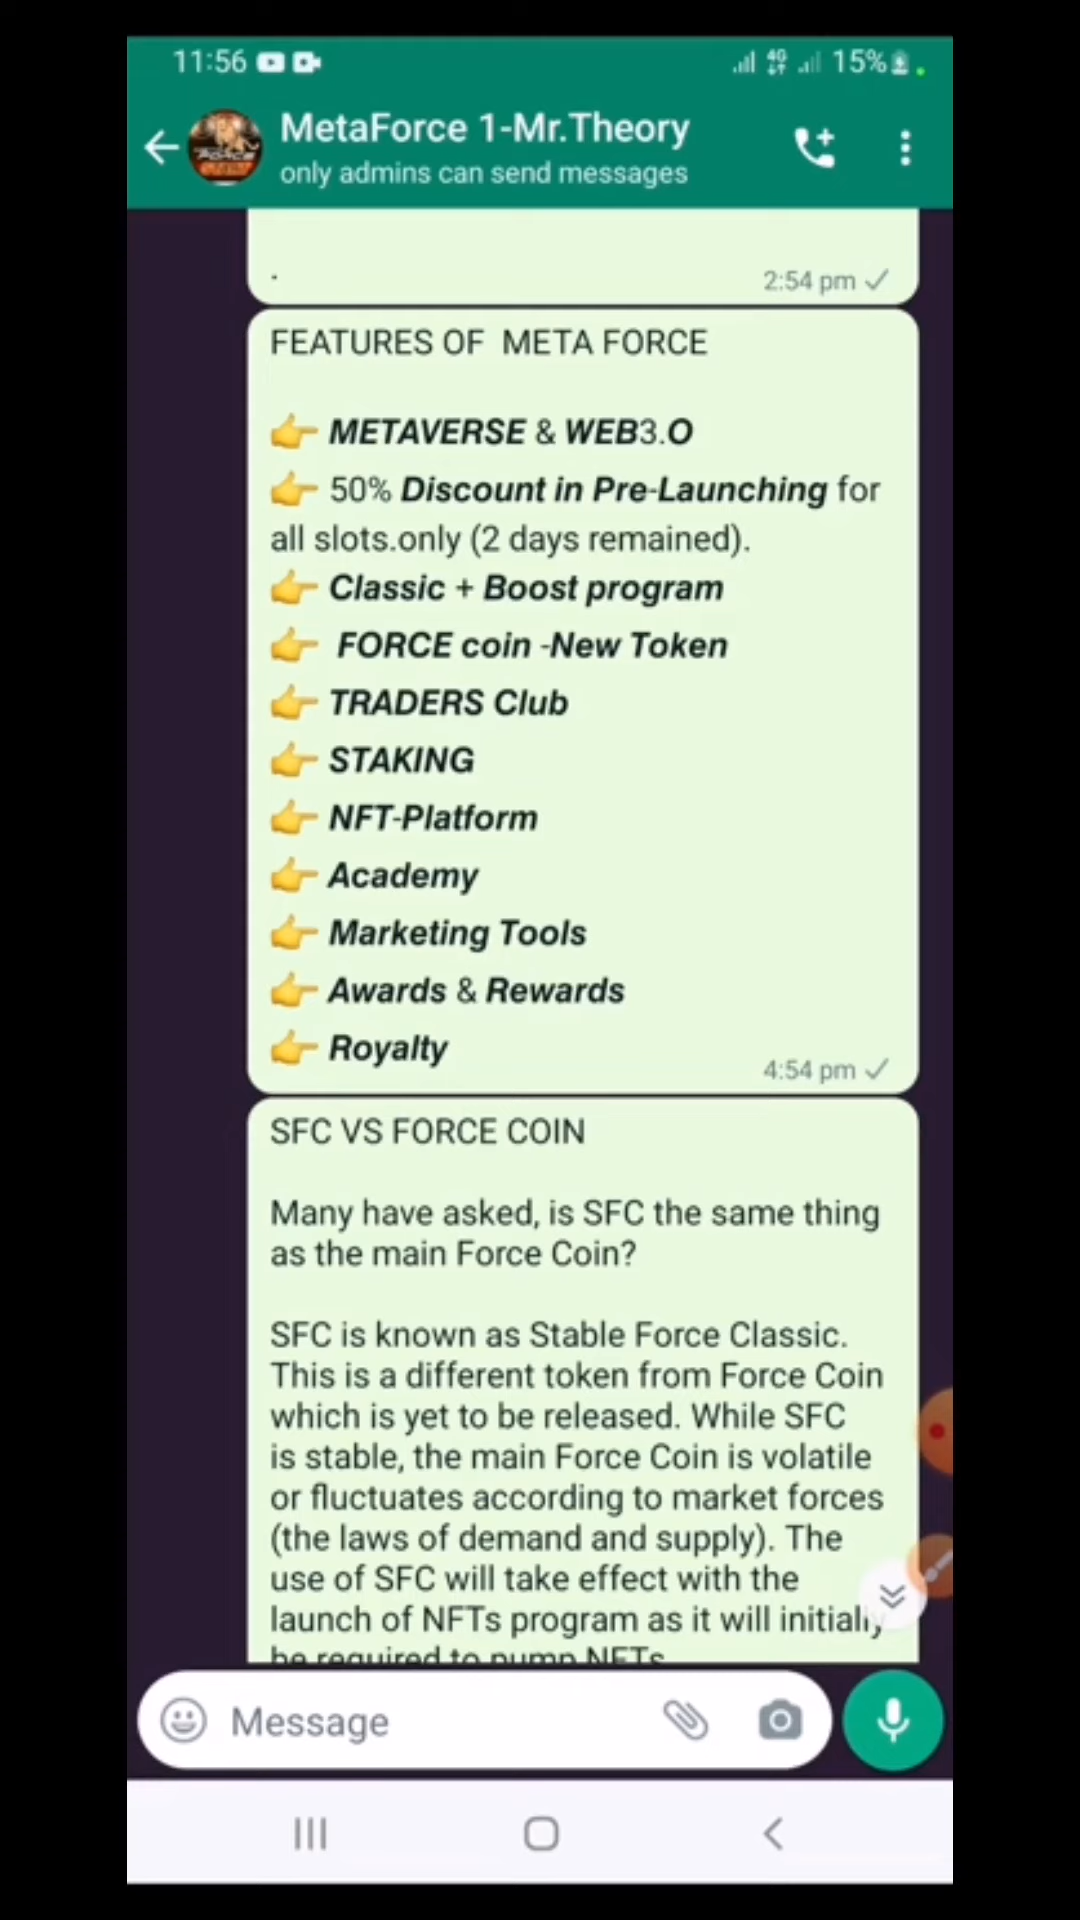 11:56
4G
15%
MetaForce 1-Mr.Theory
only admins can send messages
.
2:54 pm
FEATURES OF META FORCE
👉 METAVERSE & WEB3.O
👉 50% Discount in Pre-Launching for
all slots.only (2 days remained).
👉 Classic + Boost program
👉 FORCE coin -New Token
👉 TRADERS Club
👉 STAKING
👉 NFT-Platform
👉 Academy
👉 Marketing Tools
👉 Awards & Rewards
👉 Royalty
4:54 pm
SFC VS FORCE COIN
Many have asked, is SFC the same thing
as the main Force Coin?
SFC is known as Stable Force Classic.
This is a different token from Force Coin
which is yet to be released. While SFC
is stable, the main Force Coin is volatile
or fluctuates according to market forces
(the laws of demand and supply). The
use of SFC will take effect with the
launch of NFTs program as it will initially
be required to pump NFTs
Message